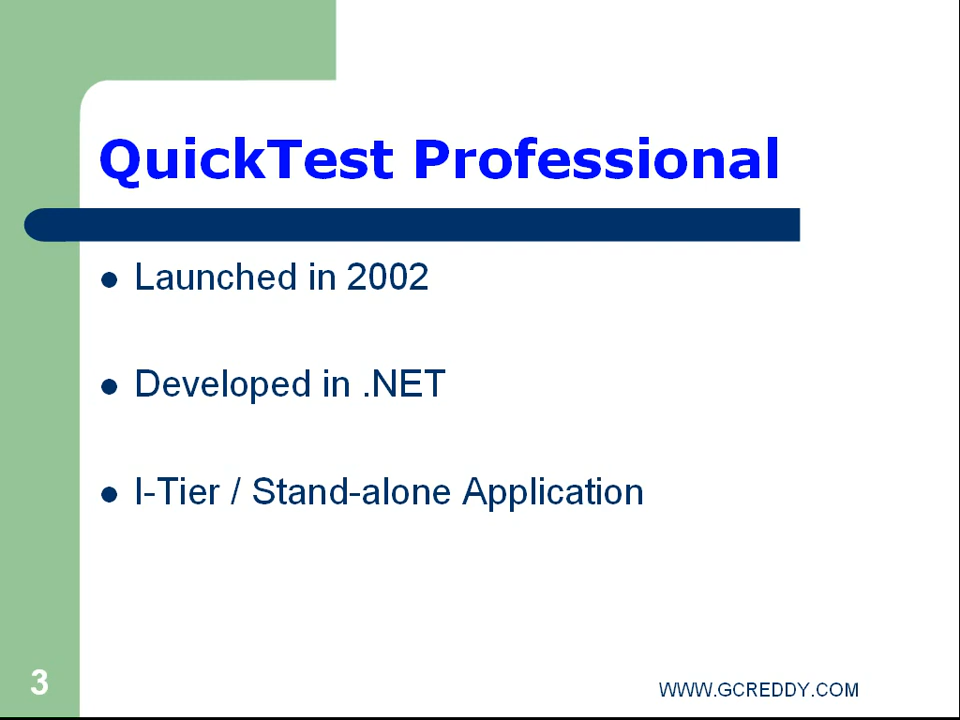 QuickTest Professional
Launched in 2002
Developed in .NET
I-Tier / Stand-alone Application
3
WWW.GCREDDY.COM